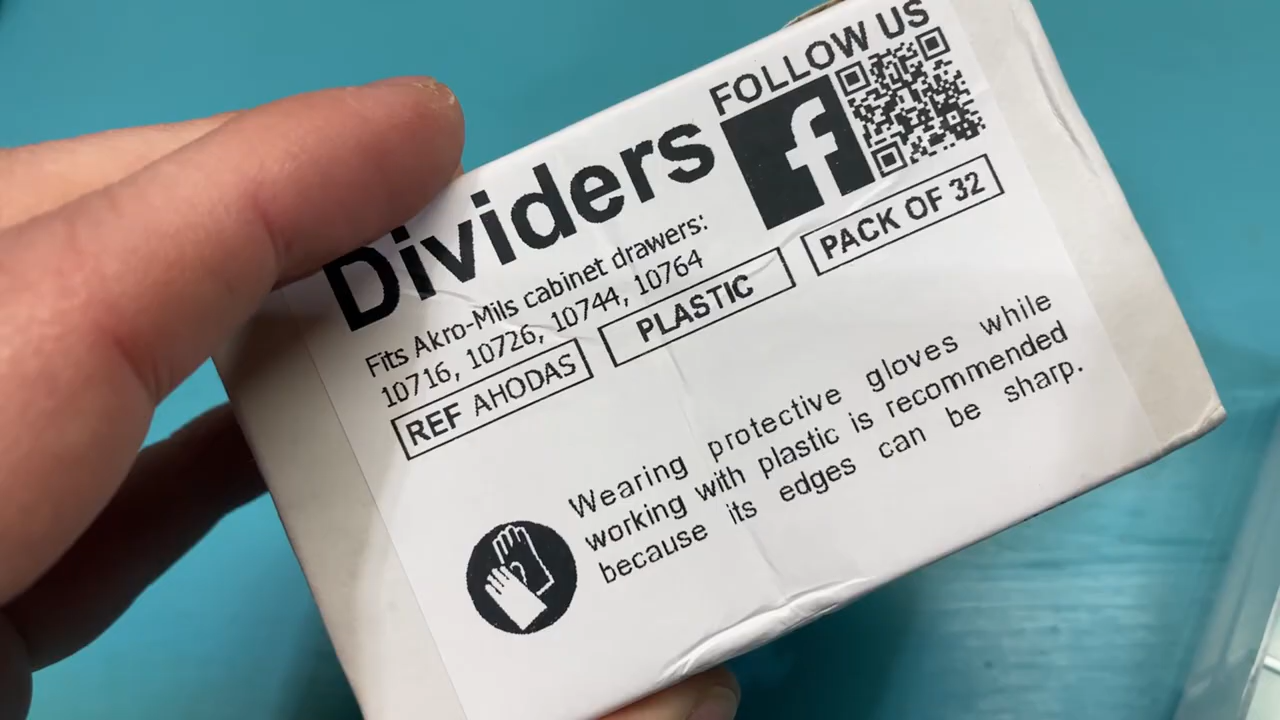 FOLLOW US
Dividers
Fits Akro-Mils cabinet drawers:
10716, 10726, 10744, 10764
REF AHODAS
PLASTIC
PACK OF 32
Wearing protective gloves while
working with plastic is recommended
because its edges can be sharp.